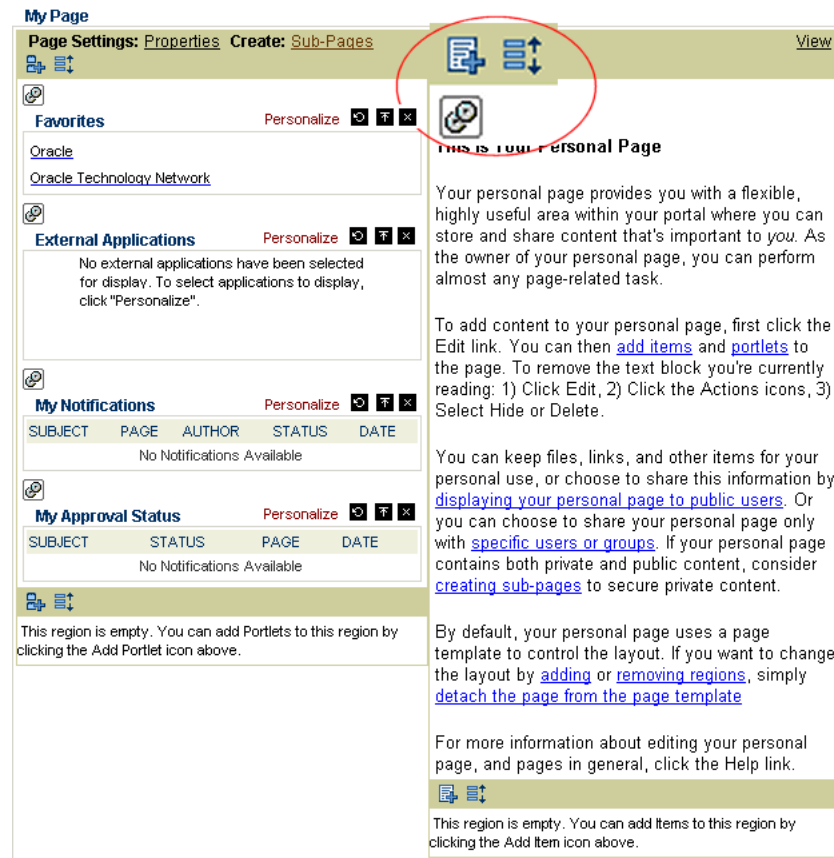 My Page
Page Settings: Properties Create: Sub-Pages
View
Favorites Personalize
Oracle
Oracle Technology Network
External Applications Personalize
No external applications have been selected
for display. To select applications to display,
click "Personalize".
My Notifications Personalize
SUBJECT PAGE AUTHOR STATUS DATE
No Notifications Available
My Approval Status Personalize
SUBJECT STATUS PAGE DATE
No Notifications Available
This region is empty. You can add Portlets to this region by
clicking the Add Portlet icon above.
This is Your Personal Page
Your personal page provides you with a flexible,
highly useful area within your portal where you can
store and share content that's important to you. As
the owner of your personal page, you can perform
almost any page-related task.
To add content to your personal page, first click the
Edit link. You can then add items and portlets to
the page. To remove the text block you're currently
reading: 1) Click Edit, 2) Click the Actions icons, 3)
Select Hide or Delete.
You can keep files, links, and other items for your
personal use, or choose to share this information by
displaying your personal page to public users. Or
you can choose to share your personal page only
with specific users or groups. If your personal page
contains both private and public content, consider
creating sub-pages to secure private content.
By default, your personal page uses a page
template to control the layout. If you want to change
the layout by adding or removing regions, simply
detach the page from the page template
For more information about editing your personal
page, and pages in general, click the Help link.
This region is empty. You can add Items to this region by
clicking the Add Item icon above.